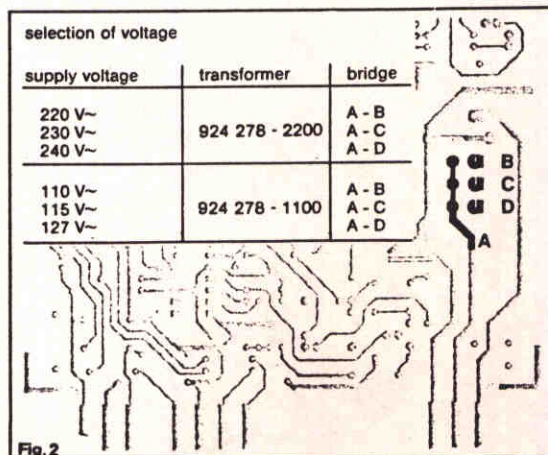 selection of voltage
supply voltage transformer bridge
220 V~ A - B
230 V~ 924 278 - 2200 A - C
240 V~ A - D
110 V~ A - B
115 V~ 924 278 - 1100 A - C
127 V~ A - D
B
C
D
A
Fig. 2